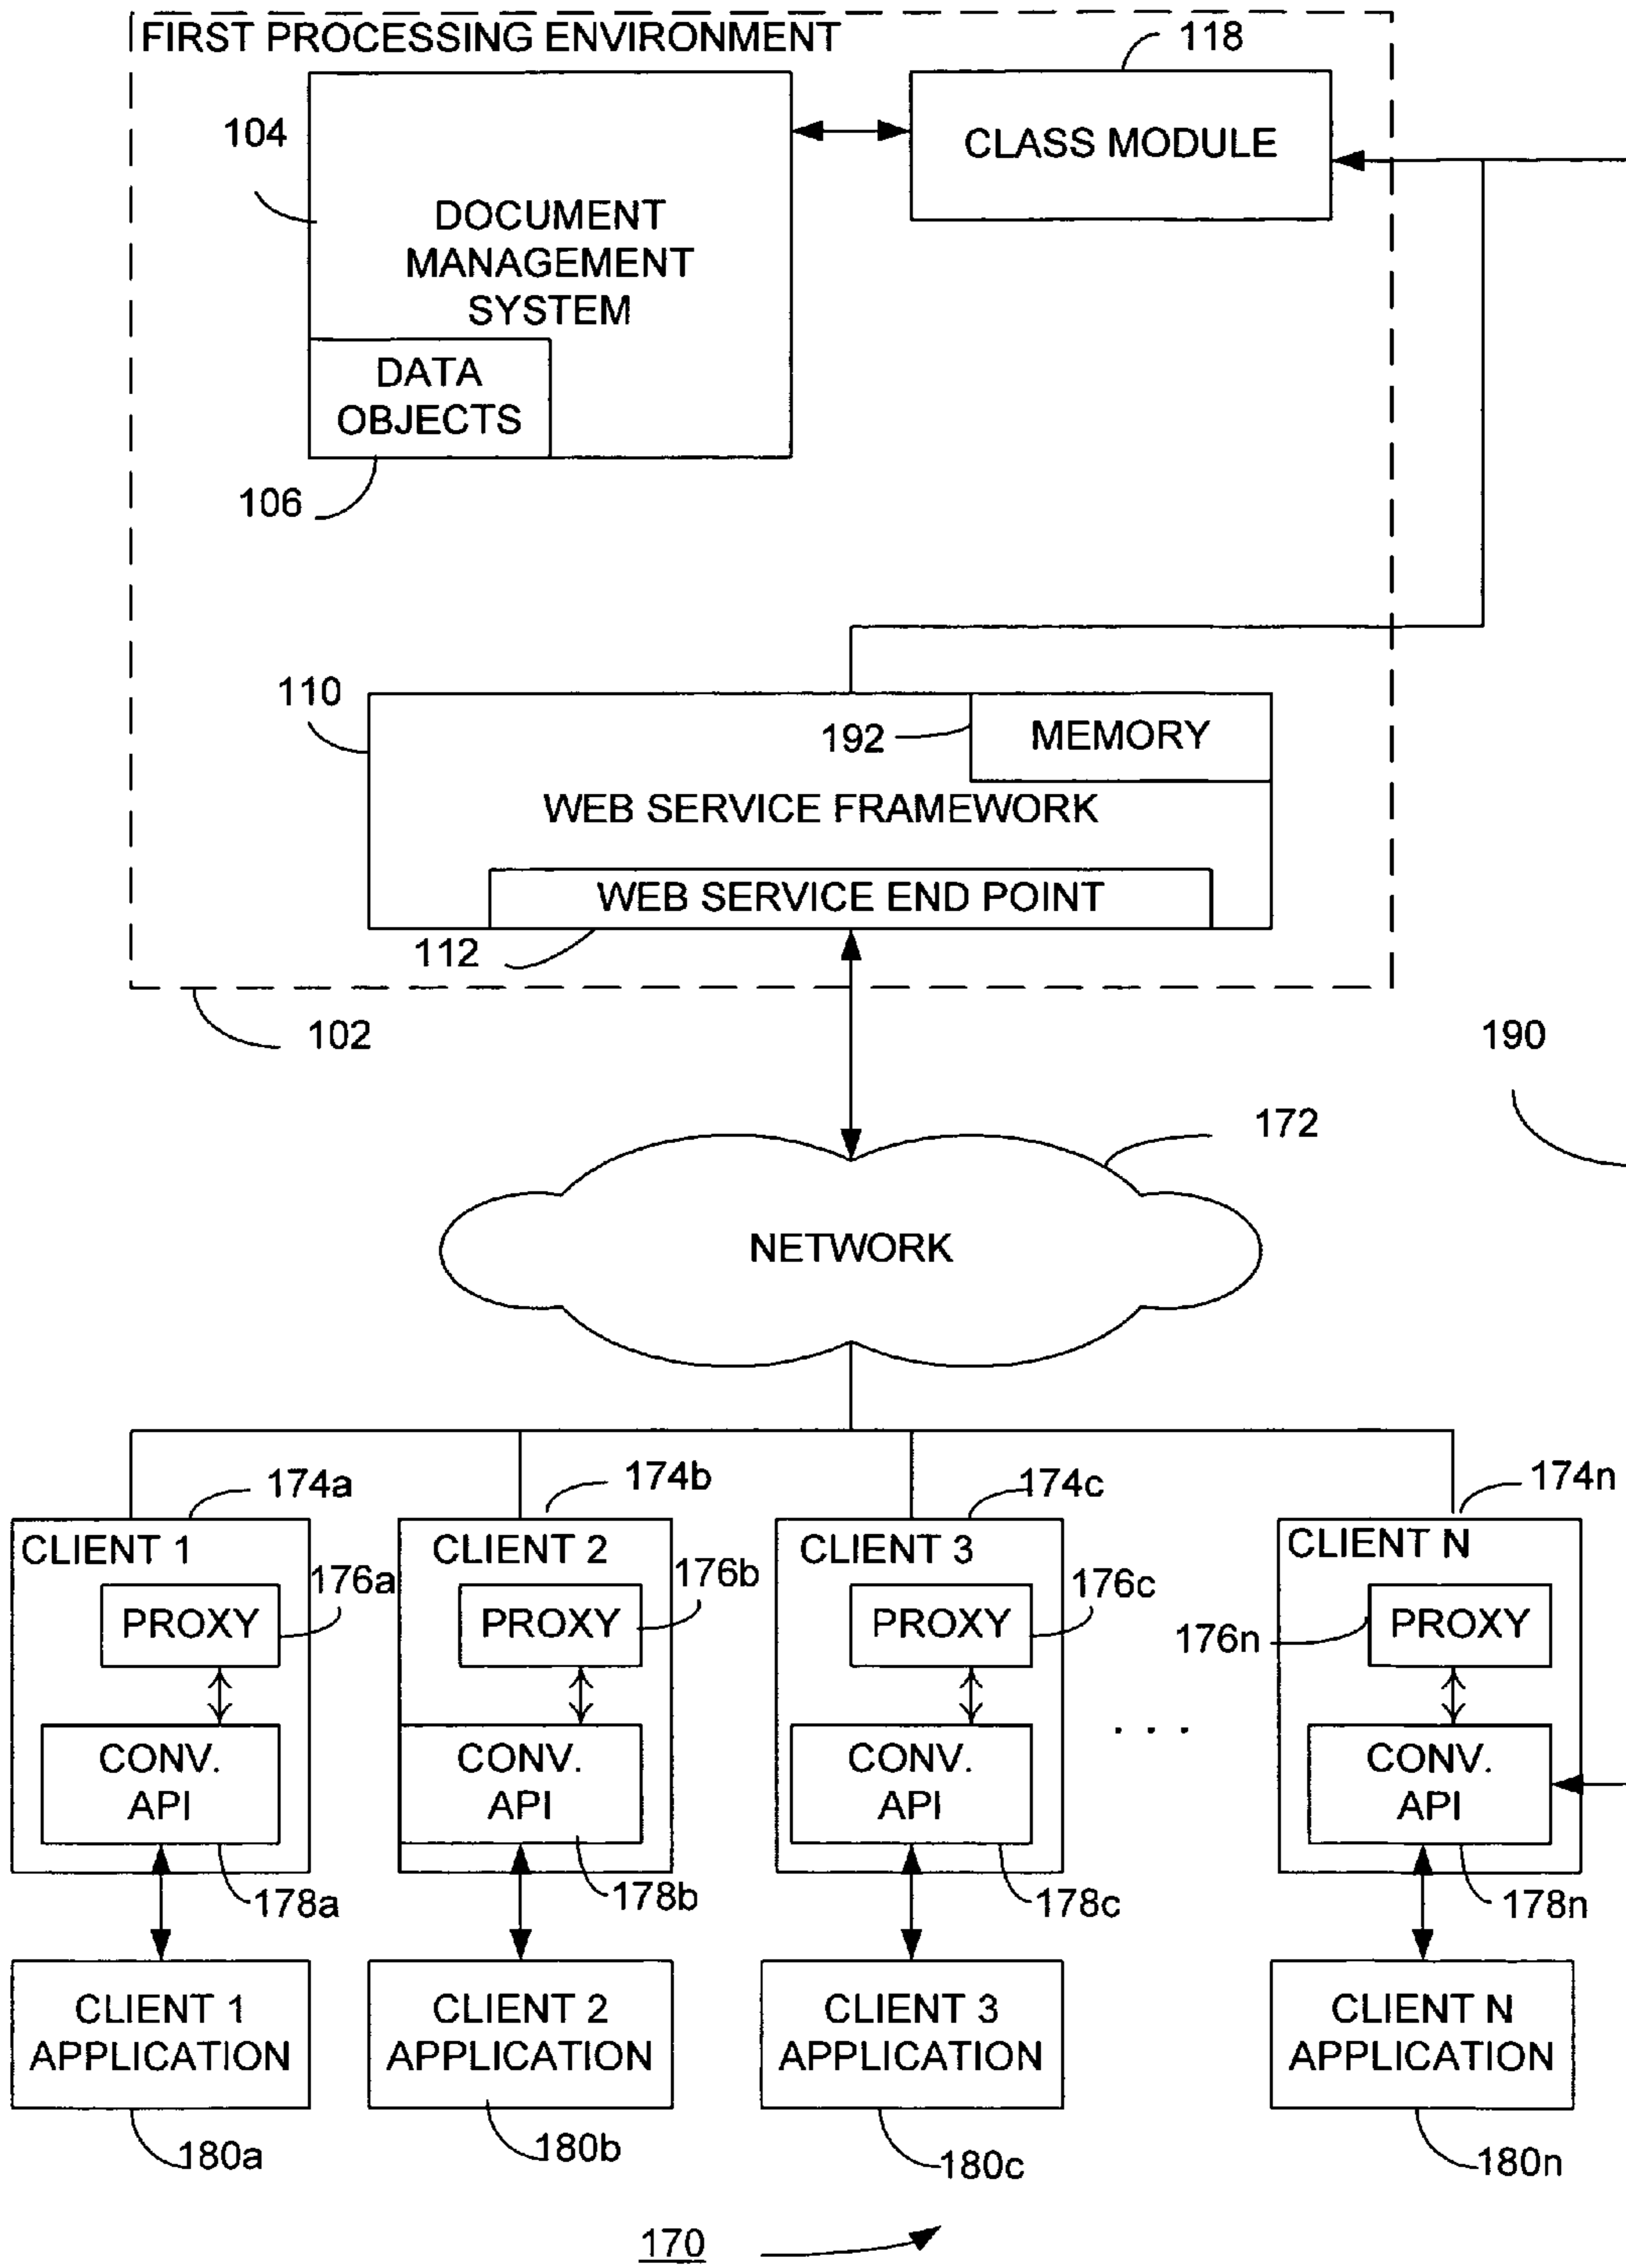 FIRST PROCESSING ENVIRONMENT
118
104
CLASS MODULE
DOCUMENT
MANAGEMENT
SYSTEM
DATA
OBJECTS
106
110
192
MEMORY
WEB SERVICE FRAMEWORK
WEB SERVICE END POINT
112
102
190
172
NETWORK
174a
174b
174c
174n
CLIENT 1
CLIENT 2
CLIENT 3
CLIENT N
176a
176b
176c
176n
PROXY
PROXY
PROXY
PROXY
CONV.
API
CONV.
API
CONV.
API
. . .
CONV.
API
178a
178b
178c
178n
CLIENT 1
APPLICATION
CLIENT 2
APPLICATION
CLIENT 3
APPLICATION
CLIENT N
APPLICATION
180a
180b
180c
180n
170